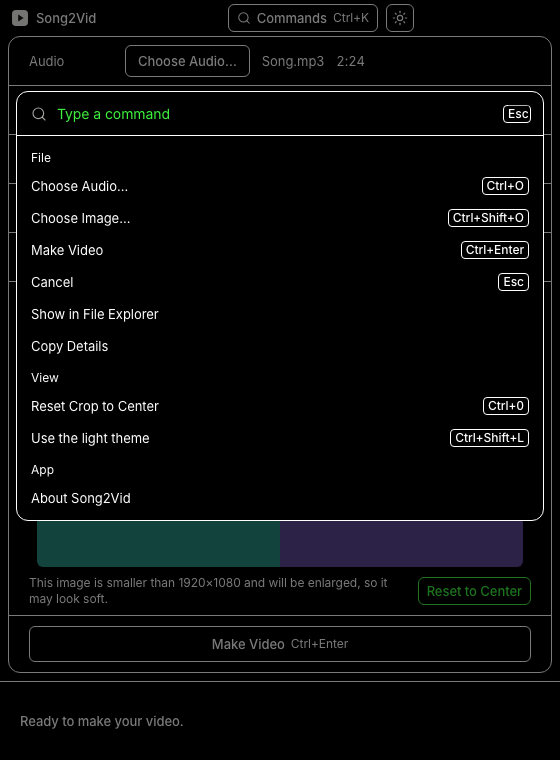 Song2Vid
Commands Ctrl+K
Audio Choose Audio... Song.mp3 2:24
Type a command Esc
File
Choose Audio... Ctrl+O
Choose Image... Ctrl+Shift+O
Make Video Ctrl+Enter
Cancel Esc
Show in File Explorer
Copy Details
View
Reset Crop to Center Ctrl+0
Use the light theme Ctrl+Shift+L
App
About Song2Vid
This image is smaller than 1920×1080 and will be enlarged, so it
may look soft.
Reset to Center
Make Video Ctrl+Enter
Ready to make your video.